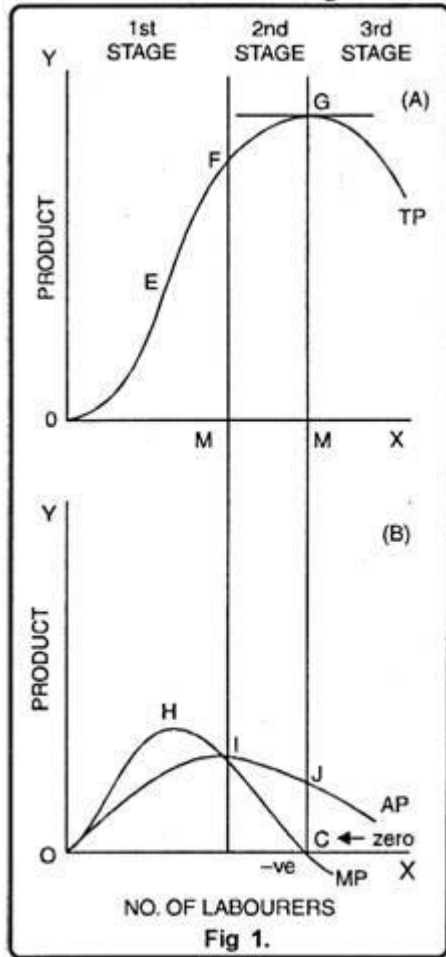 1st STAGE
2nd STAGE
3rd STAGE
Y
G
(A)
F
TP
PRODUCT
E
0
M
M
X
Y
(B)
PRODUCT
H
I
J
AP
O
C ← zero
-ve
MP
X
NO. OF LABOURERS
Fig 1.